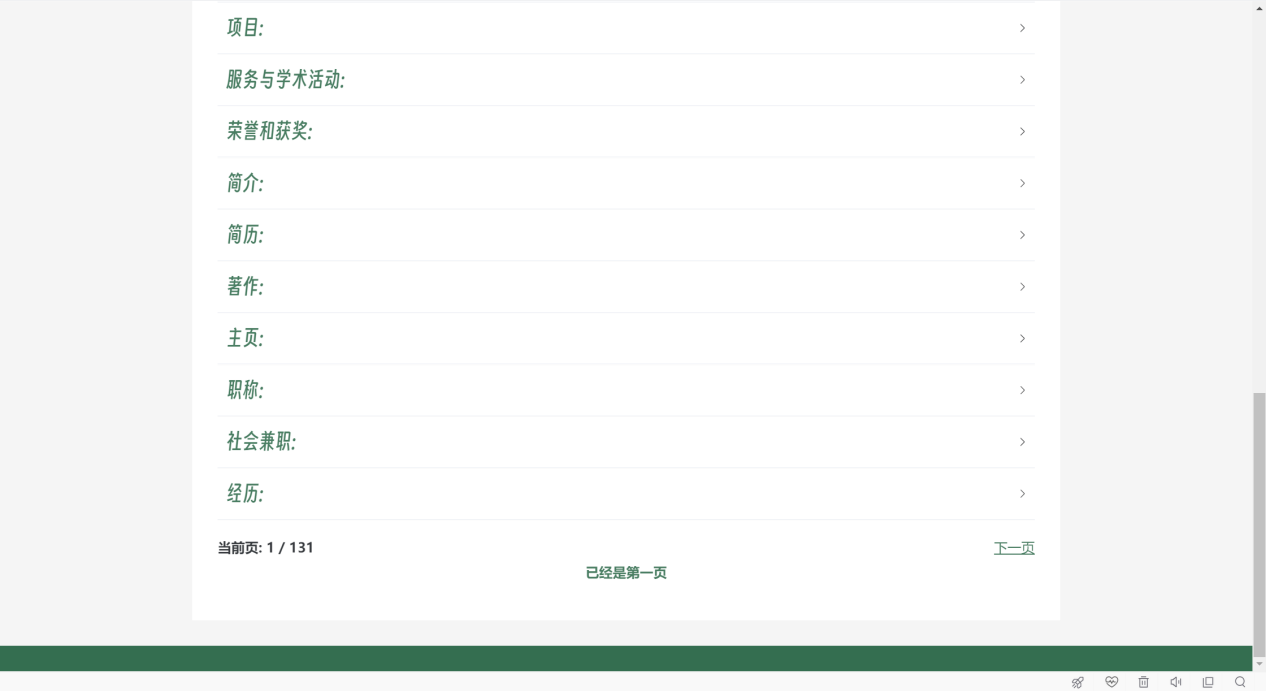 项目:
服务与学术活动:
荣誉和获奖:
简介:
简历:
著作:
主页:
职称:
社会兼职:
经历:
当前页: 1 / 131
下一页
已经是第一页